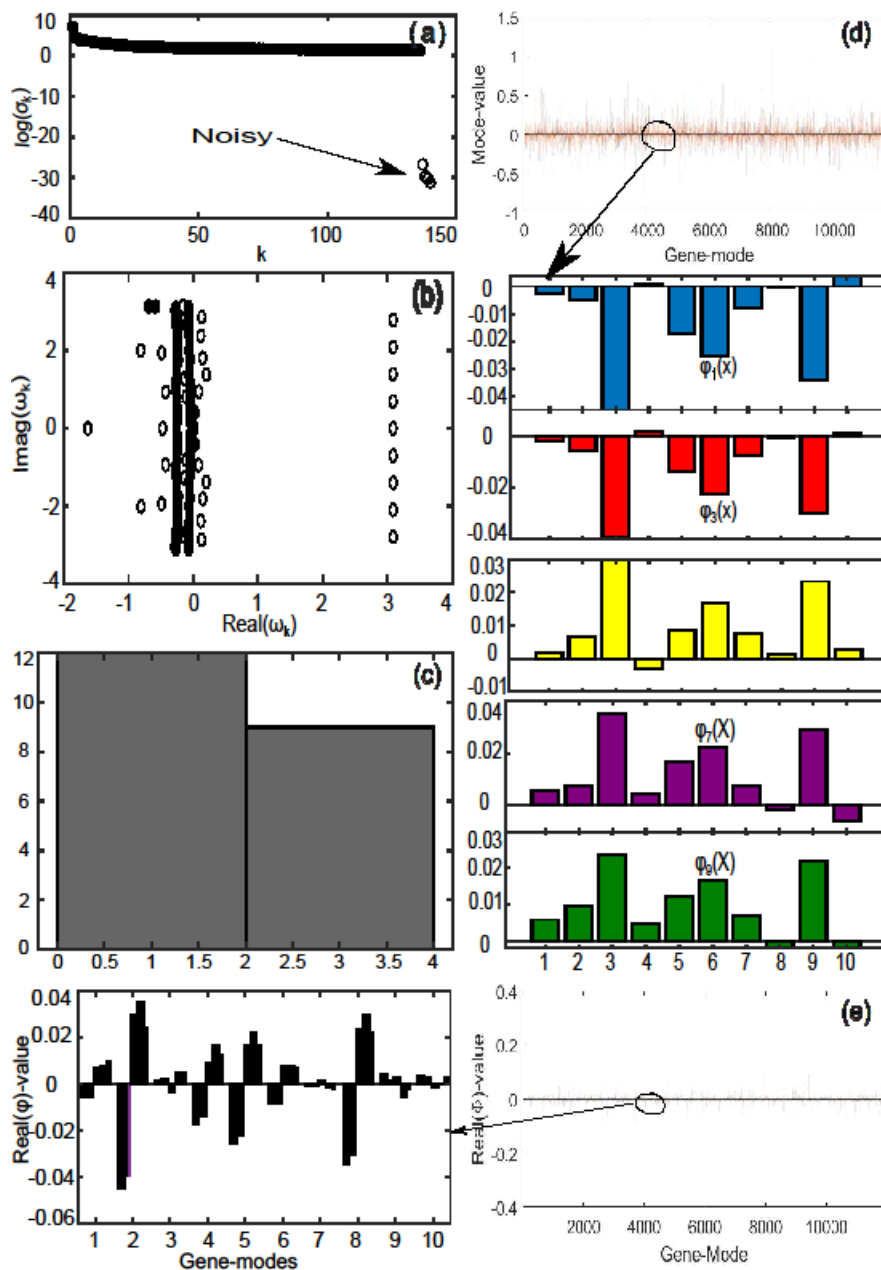 (a)
10
0
-10
-20
-30
-40
log(σk)
Noisy
0 50 100 150
k
(b)
4
2
0
-2
-4
Imag(ωk)
-2 -1 0 1 2 3 4
Real(ωk)
(c)
12
10
8
6
4
2
0
0 0.5 1 1.5 2 2.5 3 3.5 4
0.04
0.02
0
-0.02
-0.04
-0.06
Real(φ)-value
1 2 3 4 5 6 7 8 9 10
Gene-modes
(d)
1.5
1
0.5
0
-0.5
-1
Mode-value
0 2000 4000 6000 8000 10000
Gene-mode
0
-0.01
-0.02
-0.03
-0.04
φ1(x)
0
-0.02
-0.04
φ3(x)
0.03
0.02
0.01
0
-0.01
0.04
0.02
0
φ7(X)
0.03
0.02
0.01
0
φ9(X)
1 2 3 4 5 6 7 8 9 10
(e)
0.4
0.2
0
-0.2
-0.4
Real(Φ)-value
2000 4000 6000 8000 10000
Gene-Mode